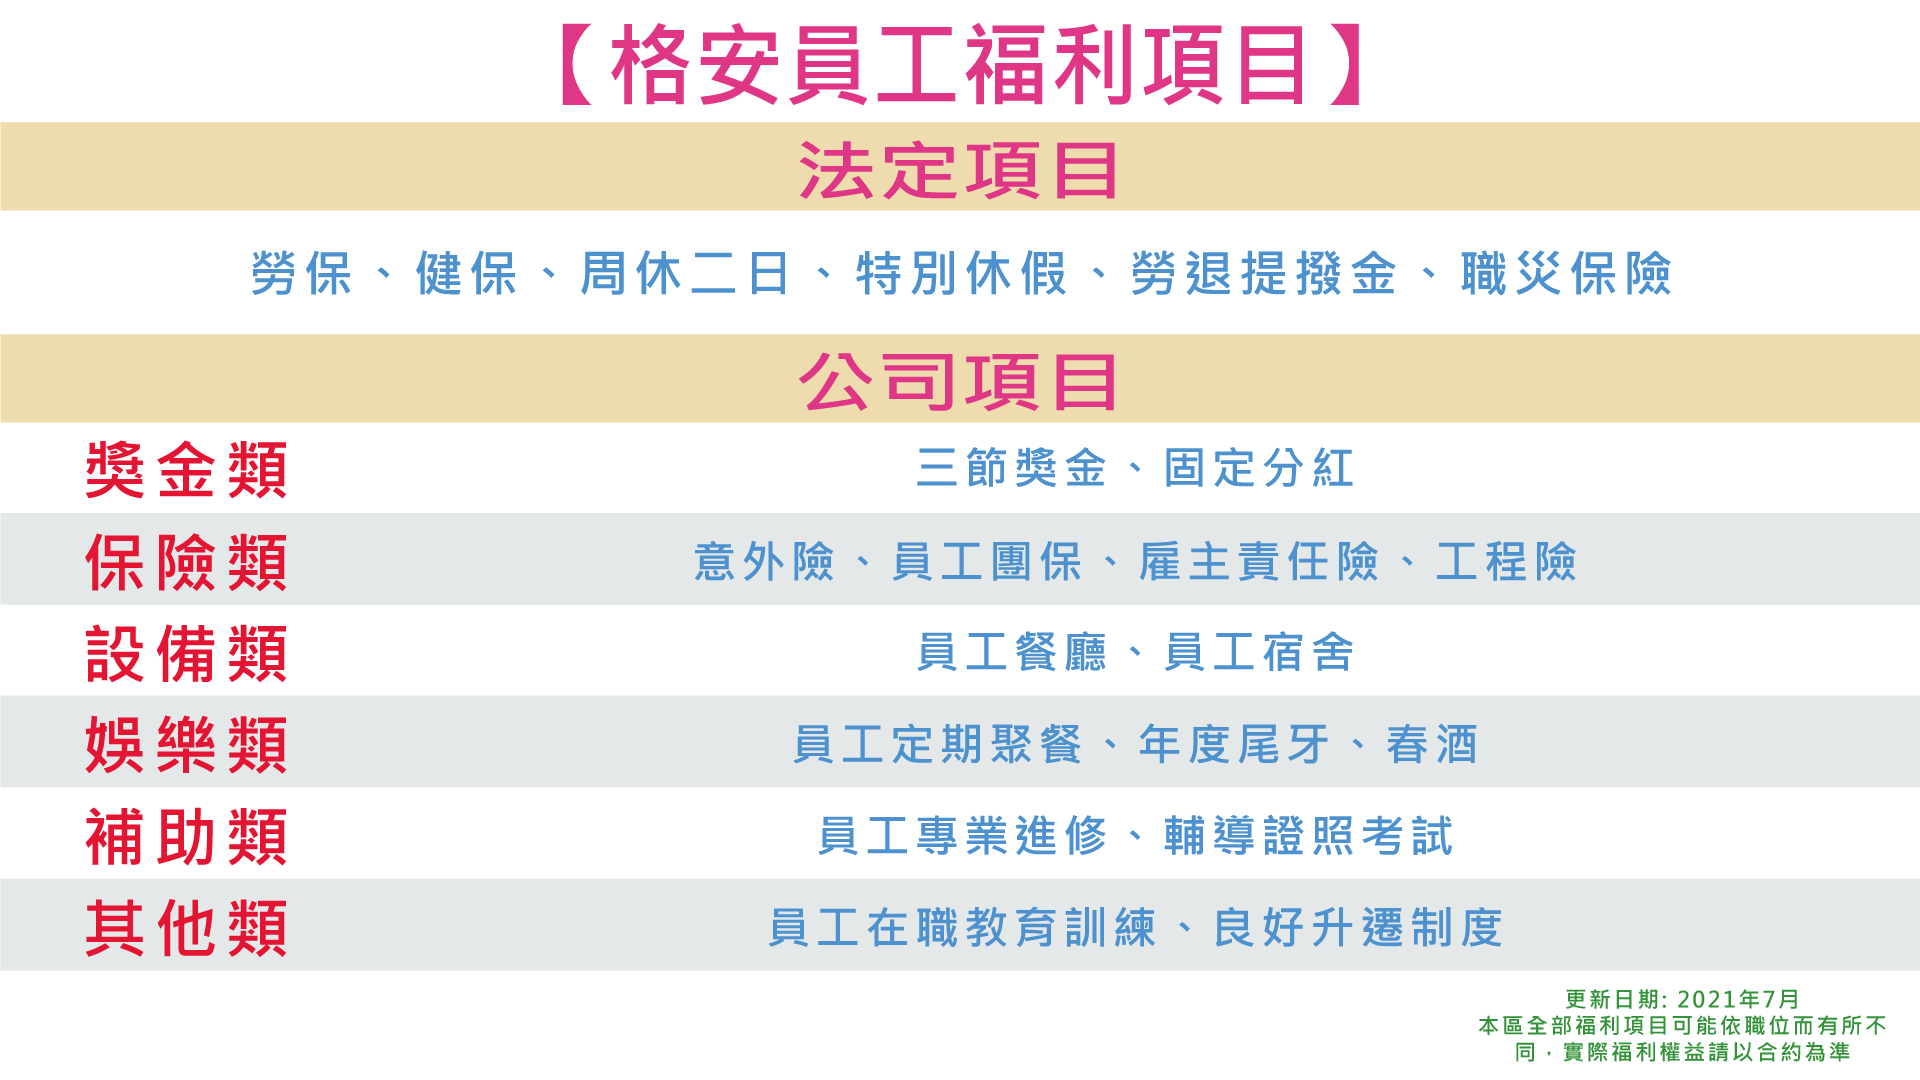 【格安員工福利項目】
法定項目
勞保、健保、周休二日、特別休假、勞退提撥金、職災保險
公司項目
獎金類 三節獎金、固定分紅
保險類 意外險、員工團保、雇主責任險、工程險
設備類 員工餐廳、員工宿舍
娛樂類 員工定期聚餐、年度尾牙、春酒
補助類 員工專業進修、輔導證照考試
其他類 員工在職教育訓練、良好升遷制度
更新日期: 2021年7月
本區全部福利項目可能依職位而有所不
同，實際福利權益請以合約為準